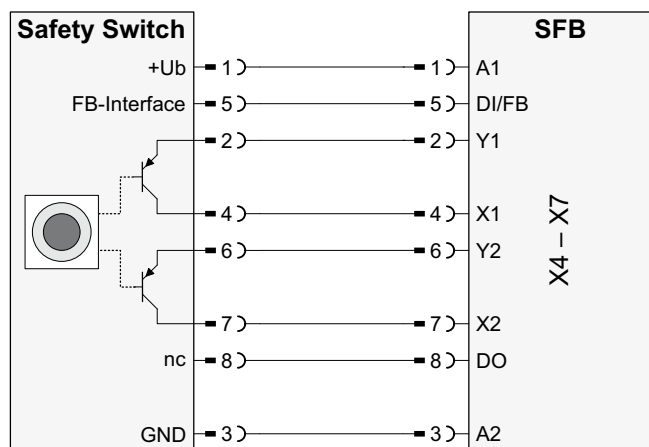 Safety Switch SFB
+Ub 1 1 A1
FB-Interface 5 5 DI/FB
2 2 Y1
4 4 X1
6 6 Y2
7 7 X2
nc 8 8 DO
GND 3 3 A2
X4 – X7